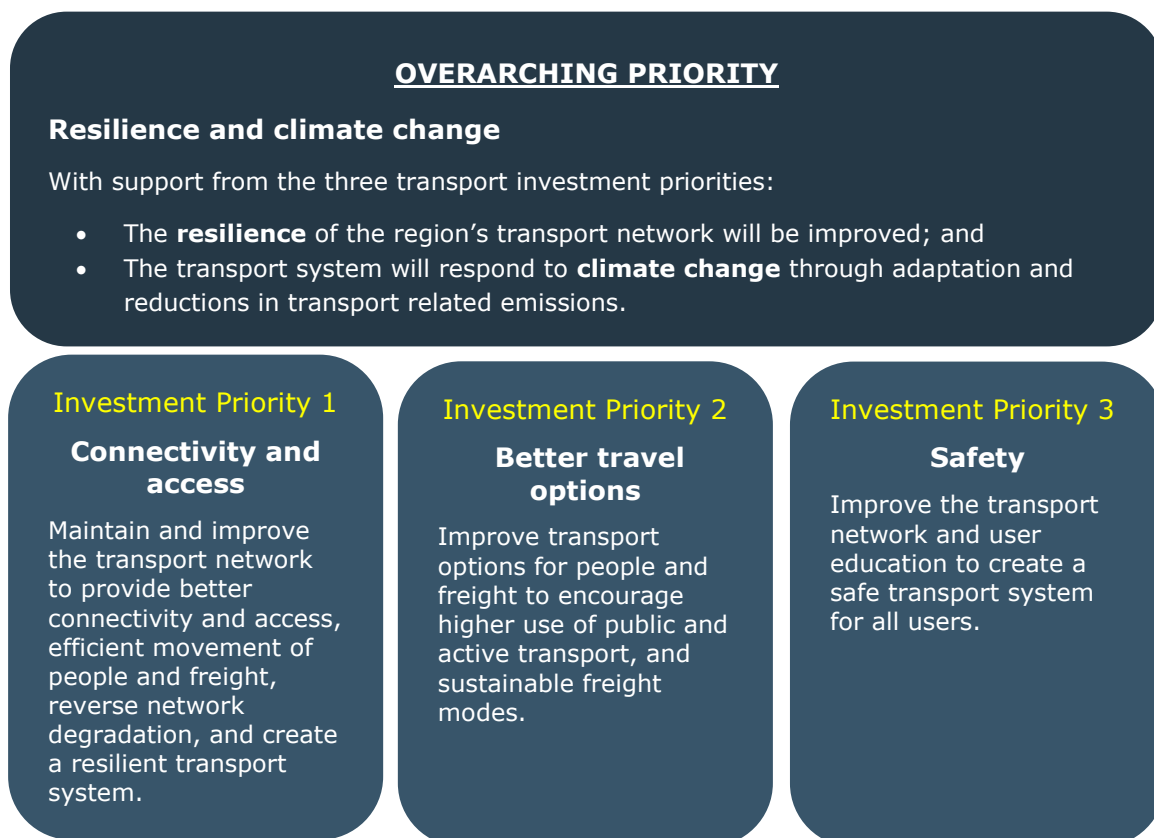 OVERARCHING PRIORITY
Resilience and climate change
With support from the three transport investment priorities:
• The resilience of the region’s transport network will be improved; and
• The transport system will respond to climate change through adaptation and
reductions in transport related emissions.
Investment Priority 1
Connectivity and
access
Maintain and improve
the transport network
to provide better
connectivity and access,
efficient movement of
people and freight,
reverse network
degradation, and create
a resilient transport
system.
Investment Priority 2
Better travel
options
Improve transport
options for people and
freight to encourage
higher use of public and
active transport, and
sustainable freight
modes.
Investment Priority 3
Safety
Improve the transport
network and user
education to create a
safe transport system
for all users.